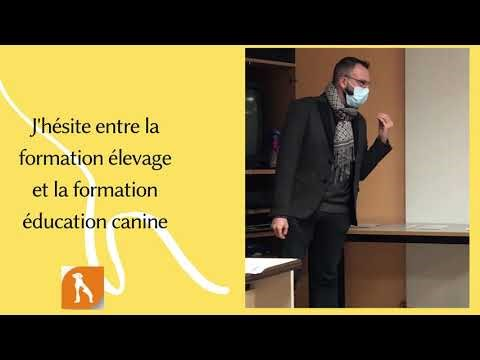 J'hésite entre la
formation élevage
et la formation
éducation canine